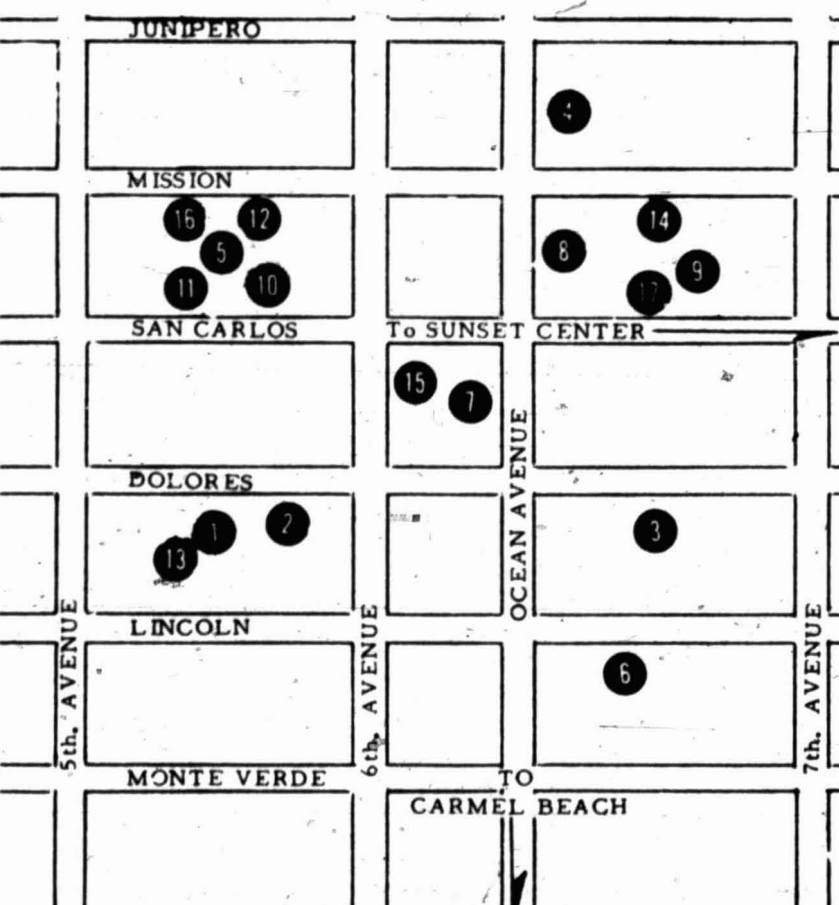 JUNIPERO
4
MISSION
16 12
14
5
8
9
11 10
17
SAN CARLOS
To SUNSET CENTER
15
7
OCEAN AVENUE
DOLORES
2
1
3
13
LINCOLN
5th. AVENUE
6th. AVENUE
7th. AVENUE
6
MONTE VERDE
TO
CARMEL BEACH